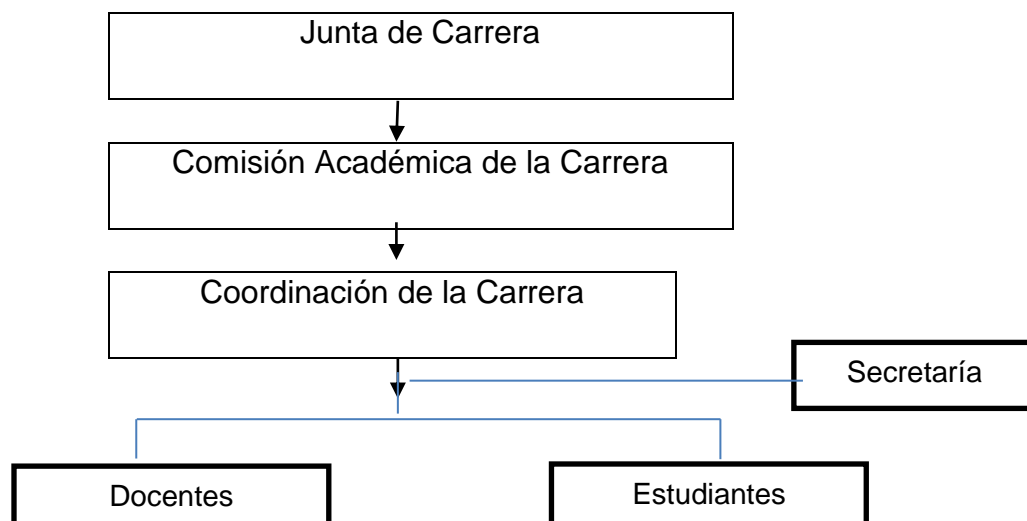 Junta de Carrera
Comisión Académica de la Carrera
Coordinación de la Carrera
Secretaría
Docentes
Estudiantes